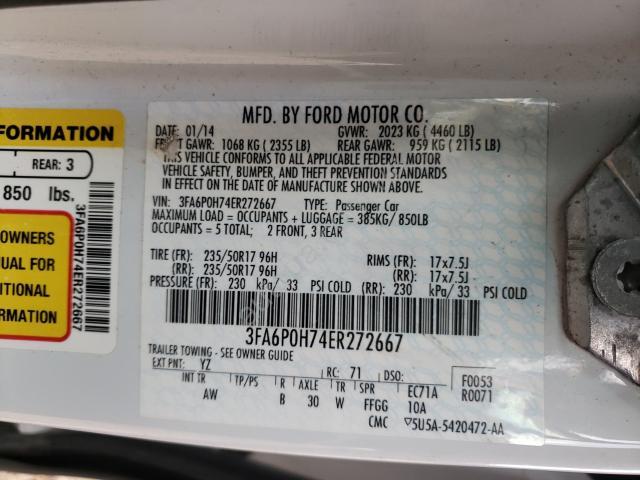 FORMATION
REAR: 3
850 lbs.
OWNERS
NUAL FOR
DITIONAL
FORMATION
3FA6P0H74ER272667
MFD. BY FORD MOTOR CO.
01/14 GVWR: 2023 KG ( 4460 LB)
FRONT GAWR: 1068 KG ( 2355 LB) REAR GAWR: 959 KG ( 2115 LB)
THIS VEHICLE CONFORMS TO ALL APPLICABLE FEDERAL MOTOR
VEHICLE SAFETY, BUMPER, AND THEFT PREVENTION STANDARDS
IN EFFECT ON THE DATE OF MANUFACTURE SHOWN ABOVE.
VIN: 3FA6P0H74ER272667 TYPE: Passenger Car
MAXIMUM LOAD = OCCUPANTS + LUGGAGE = 385KG/ 850LB
OCCUPANTS = 5 TOTAL; 2 FRONT, 3 REAR
TIRE (FR): 235/50R17 96H RIMS (FR): 17x7.5J
(RR): 235/50R17 96H (RR): 17x7.5J
PRESSURE (FR): 230 kPa/ 33 PSI COLD (RR): 230 kPa/ 33 PSI COLD
3FA6P0H74ER272667
TRAILER TOWING - SEE OWNER GUIDE
EXT PNT: YZ RC: 71 DSO: F0053
INT TR TP/PS R AXLE TR SPR EC71A R0071
AW B 30 W FFGG 10A
CMC 5U5A-5420472-AA